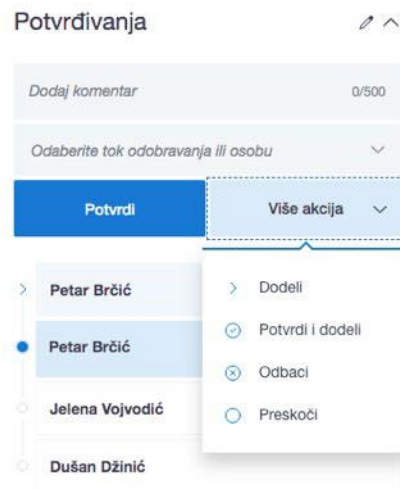 Potvrđivanja
Dodaj komentar 0/500
Odaberite tok odobravanja ili osobu
Potvrdi Više akcija
Petar Brčić
Dodeli
Petar Brčić
Potvrdi i dodeli
Odbaci
Jelena Vojvodić
Preskoči
Dušan Džinić